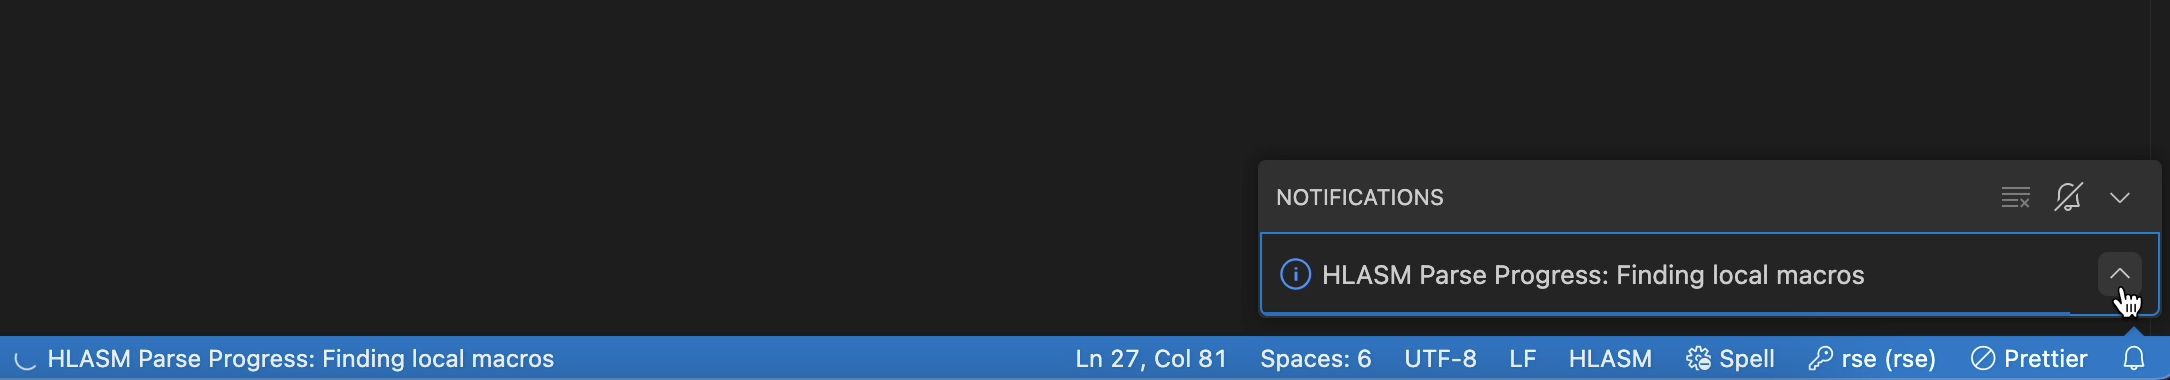 NOTIFICATIONS
HLASM Parse Progress: Finding local macros
HLASM Parse Progress: Finding local macros Ln 27, Col 81 Spaces: 6 UTF-8 LF HLASM Spell rse (rse) Prettier